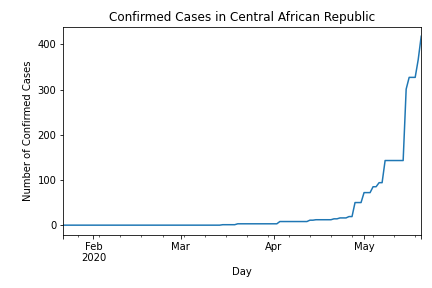 Confirmed Cases in Central African Republic
Number of Confirmed Cases
400
300
200
100
0
Feb
2020
Mar
Apr
May
Day